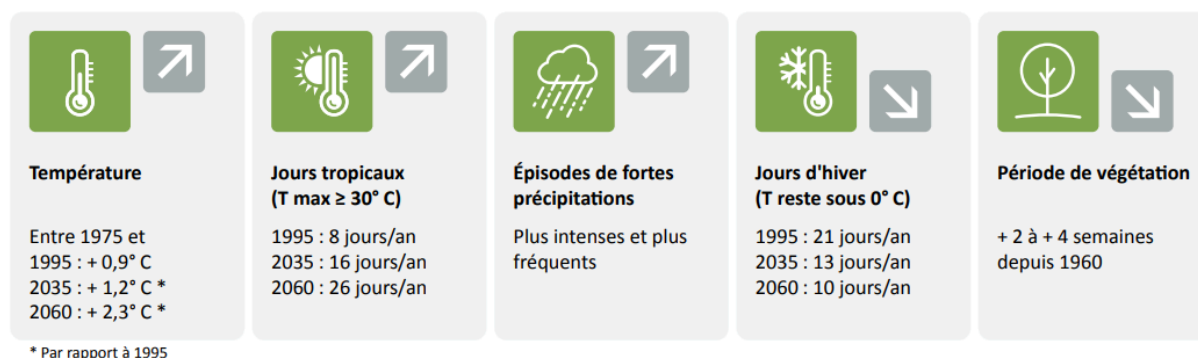 Température
Entre 1975 et
1995 : + 0,9° C
2035 : + 1,2° C *
2060 : + 2,3° C *
* Par rapport à 1995
Jours tropicaux
(T max ≥ 30° C)
1995 : 8 jours/an
2035 : 16 jours/an
2060 : 26 jours/an
Épisodes de fortes
précipitations
Plus intenses et plus
fréquents
Jours d'hiver
(T reste sous 0° C)
1995 : 21 jours/an
2035 : 13 jours/an
2060 : 10 jours/an
Période de végétation
+ 2 à + 4 semaines
depuis 1960